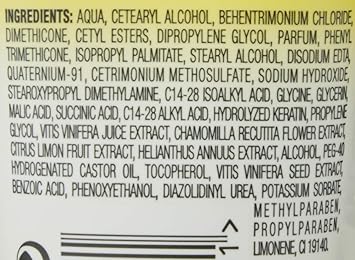 INGREDIENTS: AQUA, CETEARYL ALCOHOL, BEHENTRIMONIUM CHLORIDE,
DIMETHICONE, CETYL ESTERS, DIPROPYLENE GLYCOL, PARFUM, PHENYL
TRIMETHICONE, ISOPROPYL PALMITATE, STEARYL ALCOHOL, DISODIUM EDTA,
QUATERNIUM-91, CETRIMONIUM METHOSULFATE, SODIUM HYDROXIDE,
STEAROXYPROPYL DIMETHYLAMINE, C14-28 ISOALKYL ACID, GLYCINE, GLYCERIN,
MALIC ACID, SUCCINIC ACID, C14-28 ALKYL ACID, HYDROLYZED KERATIN, PROPYLENE
GLYCOL, VITIS VINIFERA JUICE EXTRACT, CHAMOMILLA RECUTITA FLOWER EXTRACT,
CITRUS LIMON FRUIT EXTRACT, HELIANTHUS ANNUUS EXTRACT, ALCOHOL, PEG-40
HYDROGENATED CASTOR OIL, TOCOPHEROL, VITIS VINIFERA SEED EXTRACT,
BENZOIC ACID, PHENOXYETHANOL, DIAZOLIDINYL UREA, POTASSIUM SORBATE,
METHYLPARABEN,
PROPYLPARABEN,
LIMONENE, CI 19140.